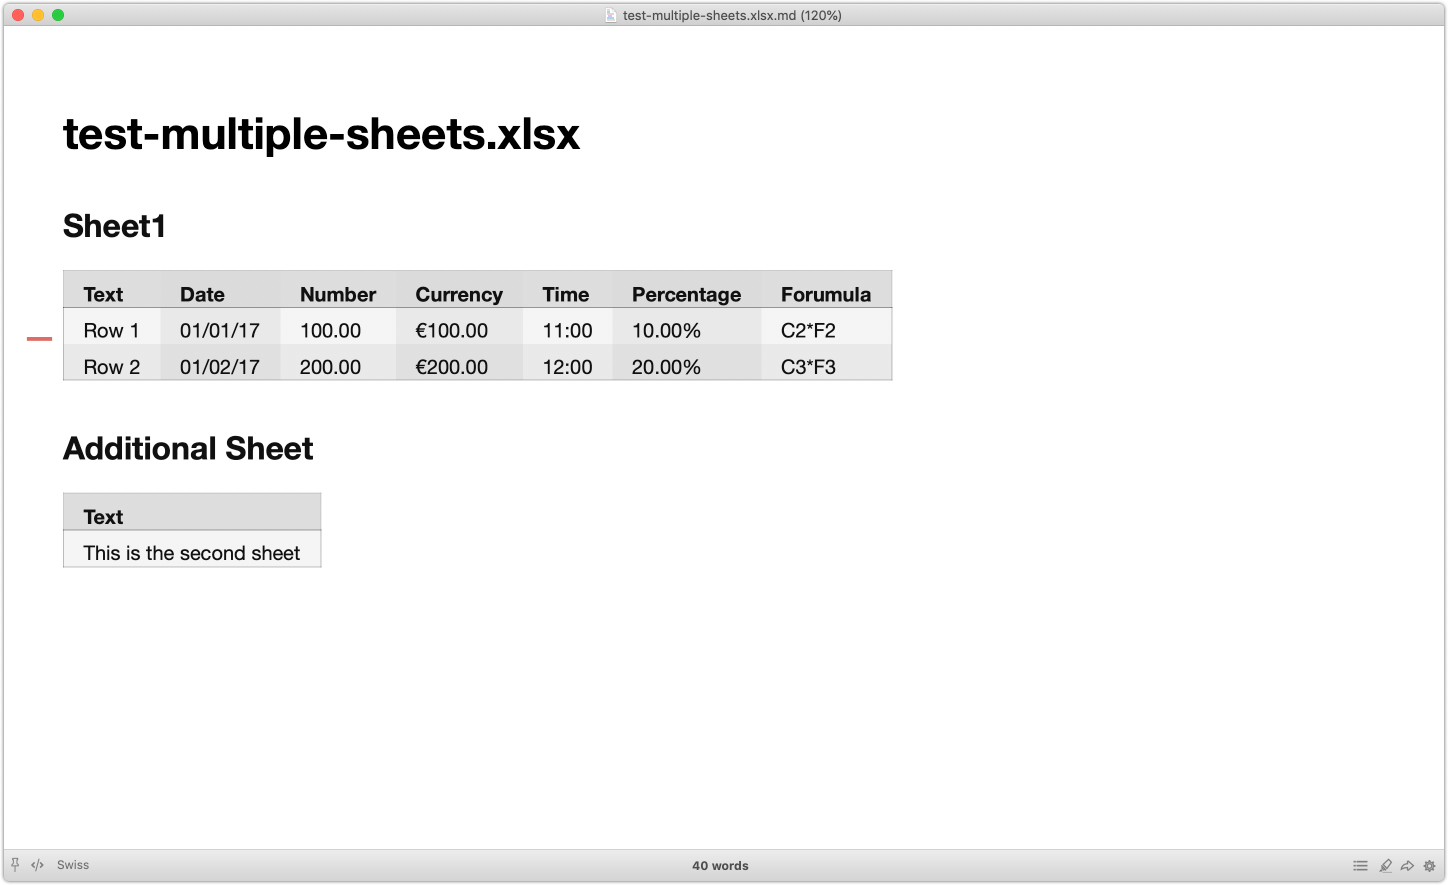 test-multiple-sheets.xlsx.md (120%)
test-multiple-sheets.xlsx
Sheet1
Text Date Number Currency Time Percentage Forumula
Row 1 01/01/17 100.00 €100.00 11:00 10.00% C2*F2
Row 2 01/02/17 200.00 €200.00 12:00 20.00% C3*F3
Additional Sheet
Text
This is the second sheet
Swiss 40 words